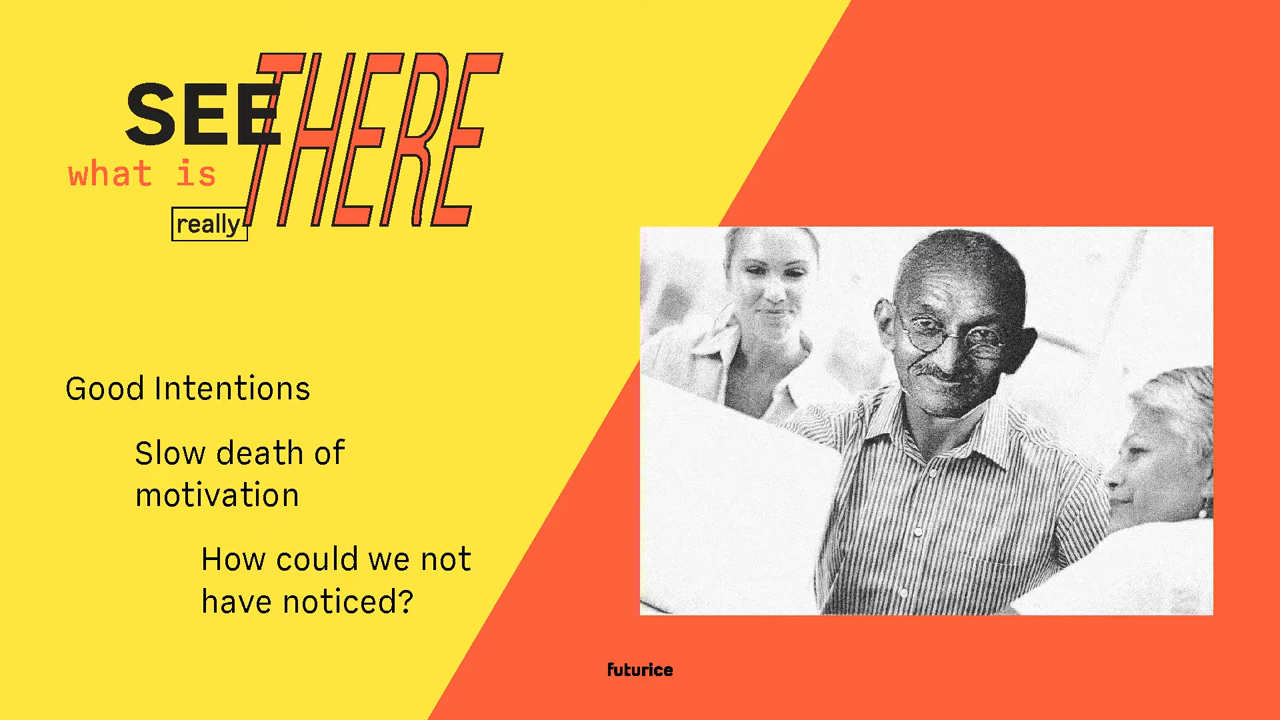 SEE THERE
what is
really
Good Intentions
Slow death of
motivation
How could we not
have noticed?
futurice